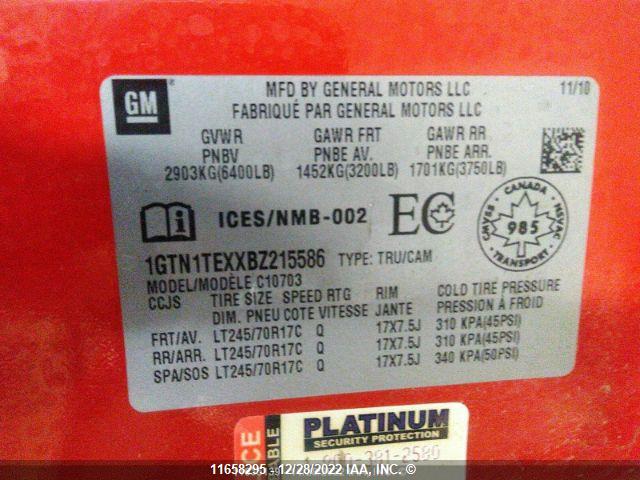 GM
MFD BY GENERAL MOTORS LLC 11/10
FABRIQUÉ PAR GENERAL MOTORS LLC
GVWR GAWR FRT GAWR RR
PNBV PNBE AV. PNBE ARR.
2903KG(6400LB) 1452KG(3200LB) 1701KG(3750LB)
ICES/NMB-002 EC
CANADA
CMVSS 985 NSVAC
1GTN1TEXXBZ215586 TYPE: TRU/CAM
MODEL/MODÈLE C10703
CCJS TIRE SIZE SPEED RTG RIM COLD TIRE PRESSURE
DIM. PNEU COTE VITESSE JANTE PRESSION À FROID
FRT/AV. LT245/70R17C Q 17X7.5J 310 KPA(45PSI)
RR/ARR. LT245/70R17C Q 17X7.5J 310 KPA(45PSI)
SPA/SOS LT245/70R17C Q 17X7.5J 340 KPA(50PSI)
PLATINUM
SECURITY PROTECTION
11658295 - 12/28/2022 IAA, INC.